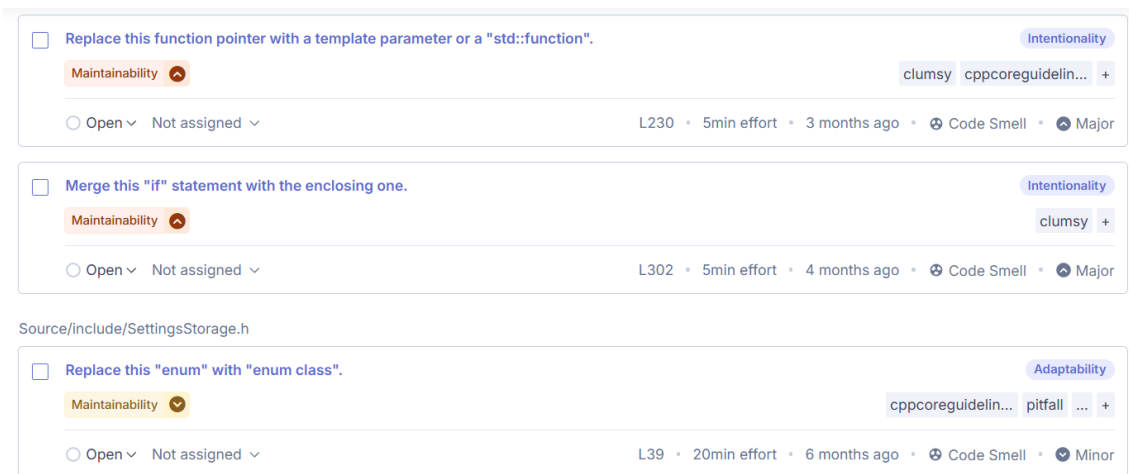 Replace this function pointer with a template parameter or a "std::function". Intentionality
Maintainability clumsy cppcoreguidelin... +
Open Not assigned L230 • 5min effort • 3 months ago • Code Smell • Major
Merge this "if" statement with the enclosing one. Intentionality
Maintainability clumsy +
Open Not assigned L302 • 5min effort • 4 months ago • Code Smell • Major
Source/include/SettingsStorage.h
Replace this "enum" with "enum class". Adaptability
Maintainability cppcoreguidelin... pitfall ... +
Open Not assigned L39 • 20min effort • 6 months ago • Code Smell • Minor